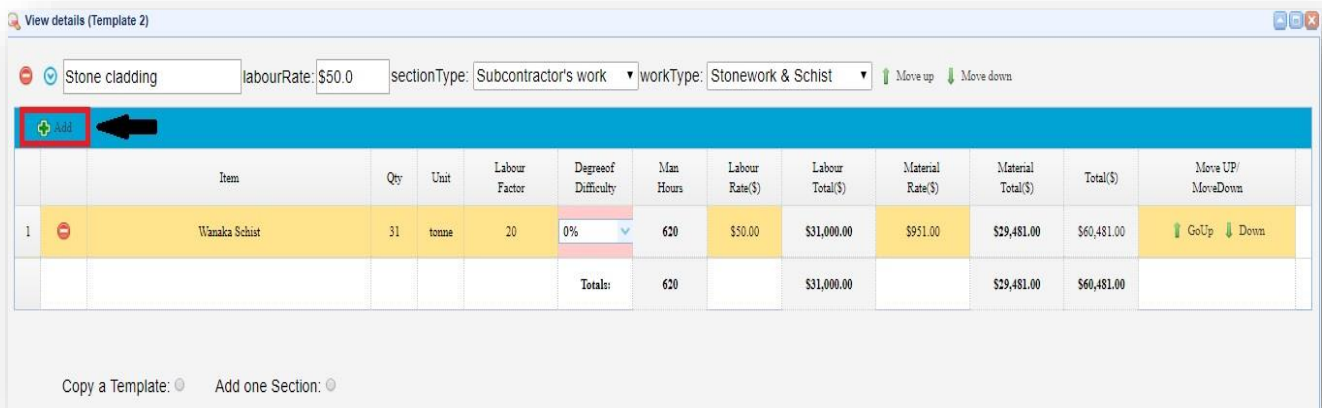 View details (Template 2)
Stone cladding labourRate: $50.0 sectionType: Subcontractor's work workType: Stonework & Schist Move up Move down
Add
Item Qty Unit Labour Factor Degreeof Difficulty Man Hours Labour Rate($) Labour Total($) Material Rate($) Material Total($) Total($) Move UP/ MoveDown
1 Wanaka Schist 31 tonne 20 0% 620 $50.00 $31,000.00 $951.00 $29,481.00 $60,481.00 GoUp Down
Totals: 620 $31,000.00 $29,481.00 $60,481.00
Copy a Template: Add one Section: